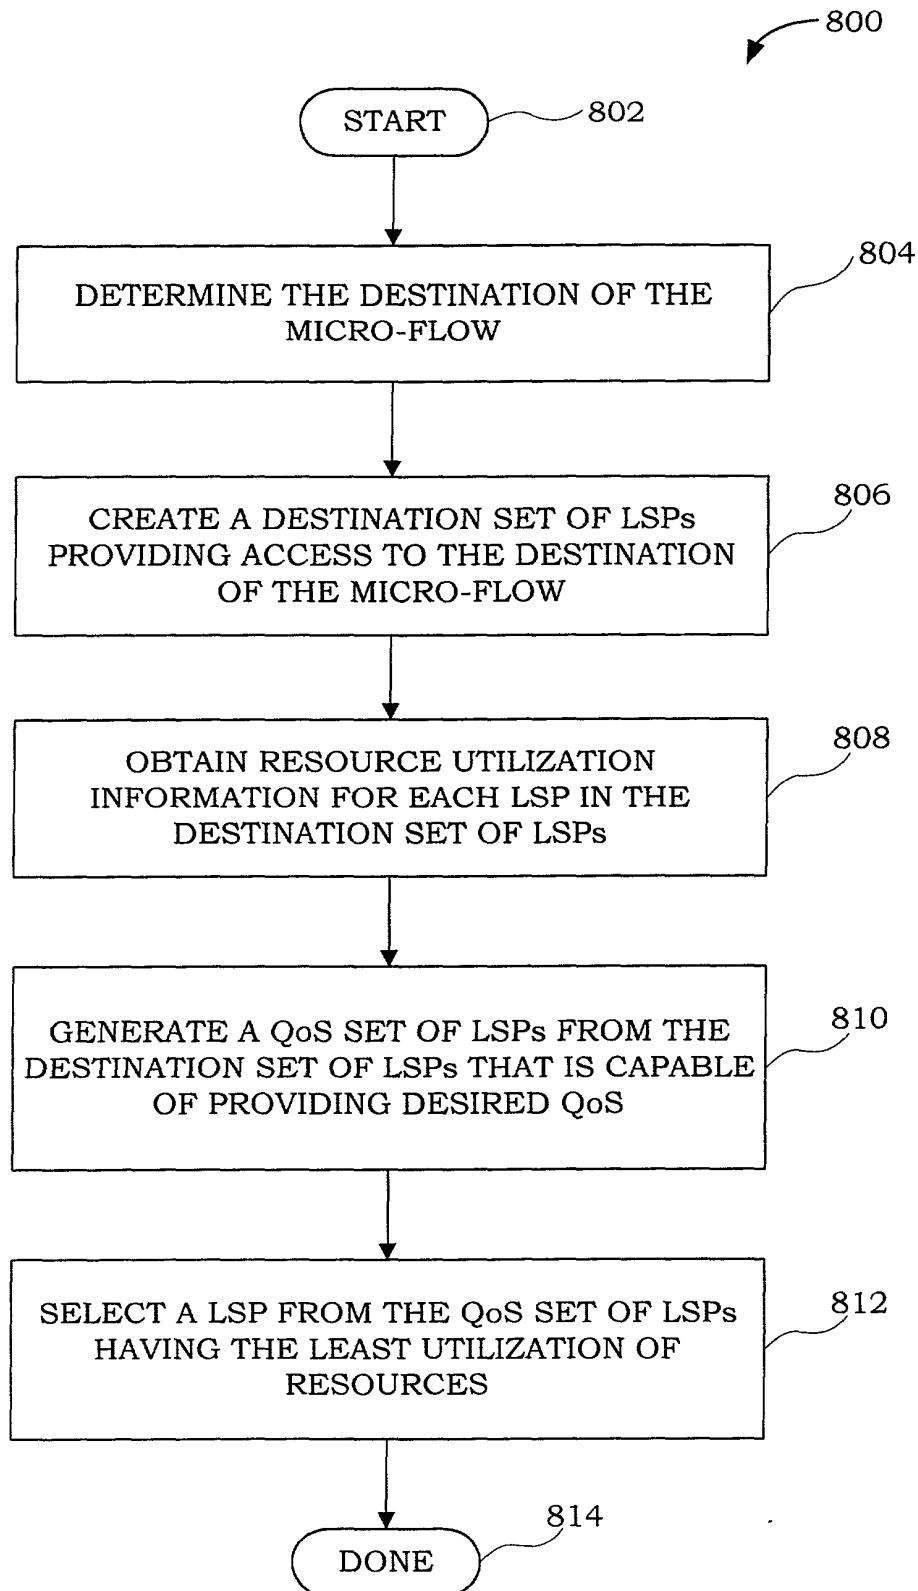 800
START
802
804
DETERMINE THE DESTINATION OF THE
MICRO-FLOW
806
CREATE A DESTINATION SET OF LSPs
PROVIDING ACCESS TO THE DESTINATION
OF THE MICRO-FLOW
808
OBTAIN RESOURCE UTILIZATION
INFORMATION FOR EACH LSP IN THE
DESTINATION SET OF LSPs
810
GENERATE A QoS SET OF LSPs FROM THE
DESTINATION SET OF LSPs THAT IS CAPABLE
OF PROVIDING DESIRED QoS
812
SELECT A LSP FROM THE QoS SET OF LSPs
HAVING THE LEAST UTILIZATION OF
RESOURCES
814
DONE